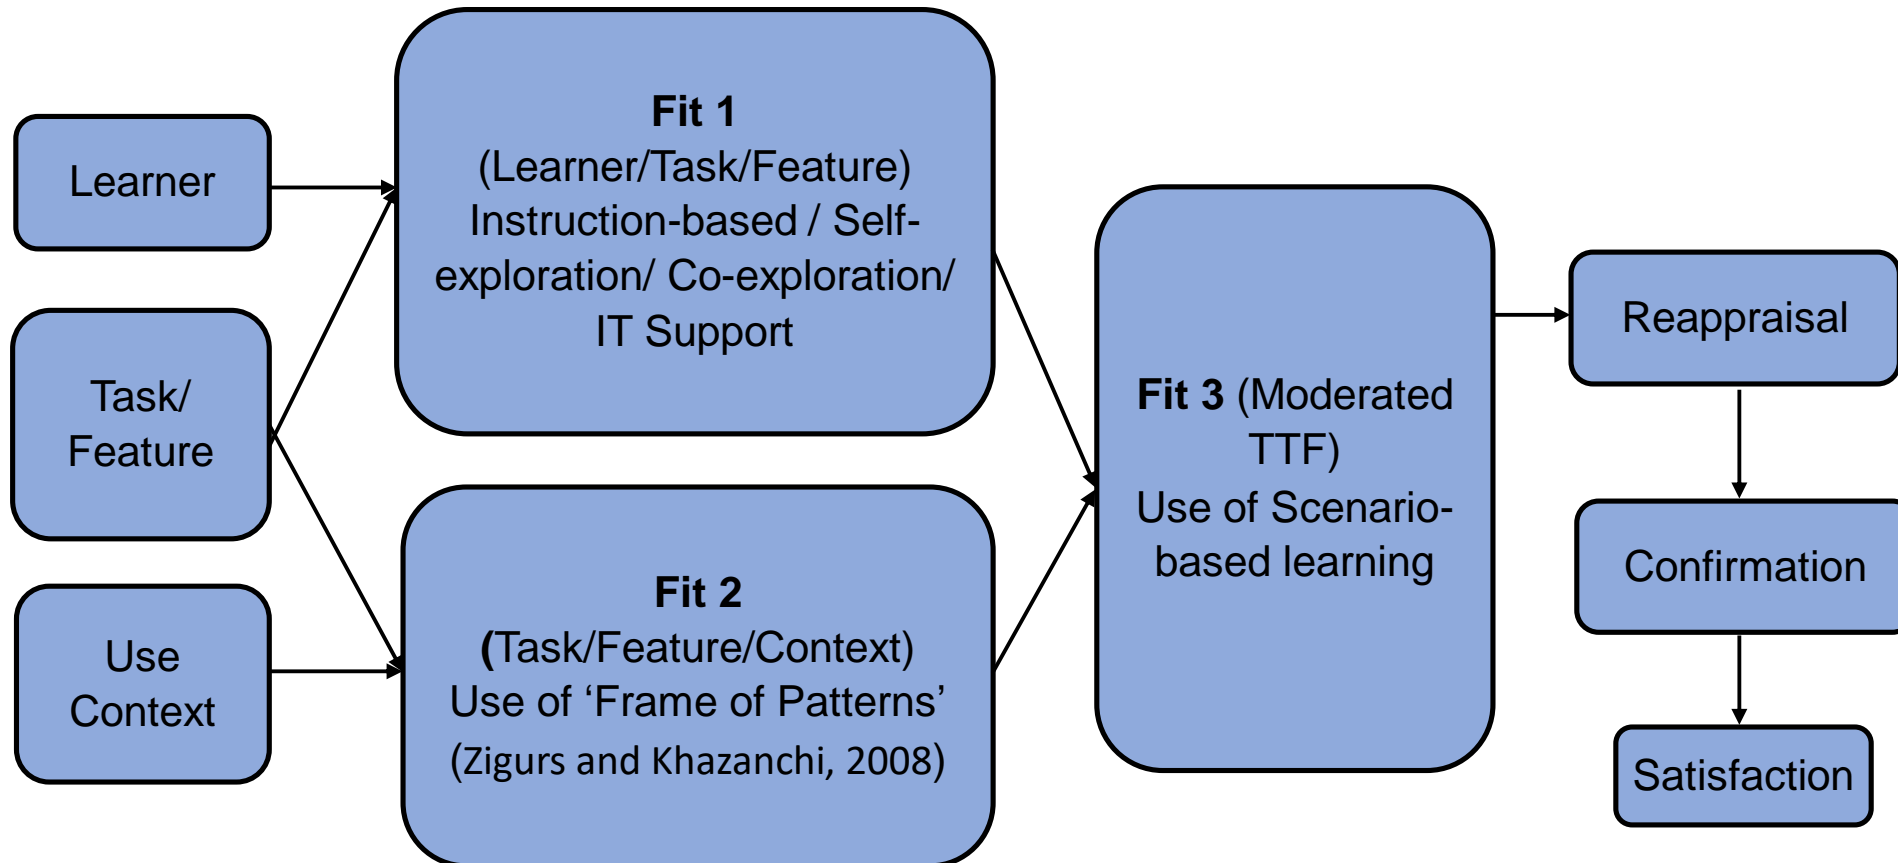 Learner
Task/
Feature
Use
Context
Fit 1
(Learner/Task/Feature)
Instruction-based / Self-
exploration/ Co-exploration/
IT Support
Fit 2
(Task/Feature/Context)
Use of ‘Frame of Patterns’
(Zigurs and Khazanchi, 2008)
Fit 3 (Moderated
TTF)
Use of Scenario-
based learning
Reappraisal
Confirmation
Satisfaction